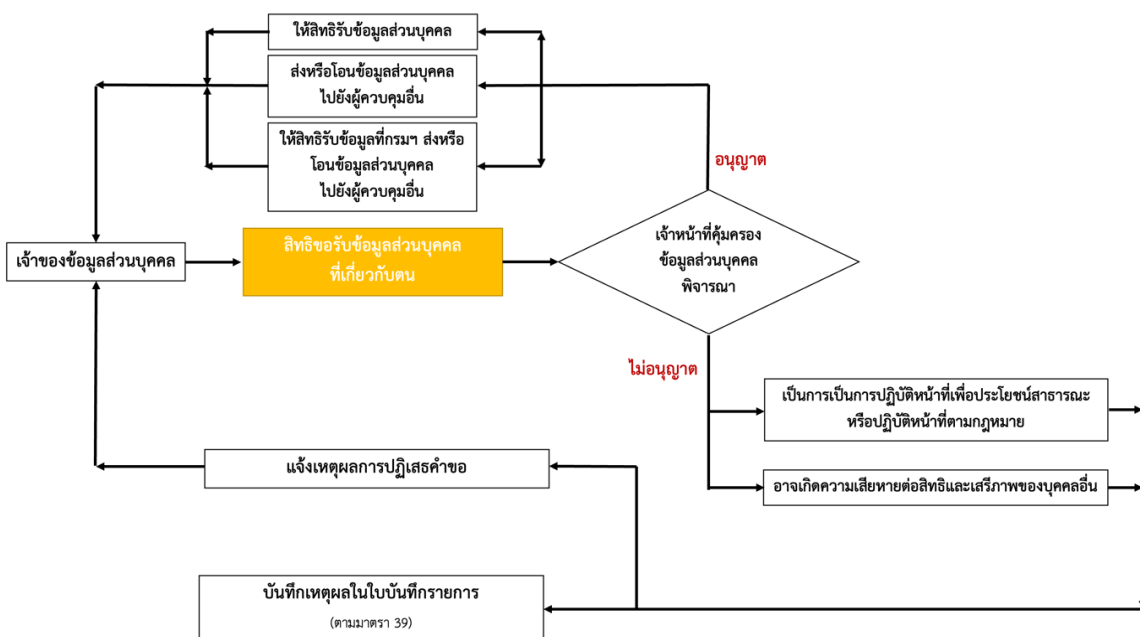 ให้สิทธิรับข้อมูลส่วนบุคคล
ส่งหรือโอนข้อมูลส่วนบุคคล
ไปยังผู้ควบคุมอื่น
ให้สิทธิรับข้อมูลที่กรมฯ ส่งหรือ
โอนข้อมูลส่วนบุคคล
ไปยังผู้ควบคุมอื่น
อนุญาต
เจ้าของข้อมูลส่วนบุคคล
สิทธิขอรับข้อมูลส่วนบุคคล
ที่เกี่ยวกับตน
เจ้าหน้าที่คุ้มครอง
ข้อมูลส่วนบุคคล
พิจารณา
ไม่อนุญาต
เป็นการเป็นการปฏิบัติหน้าที่เพื่อประโยชน์สาธารณะ
หรือปฏิบัติหน้าที่ตามกฎหมาย
แจ้งเหตุผลการปฏิเสธคำขอ
อาจเกิดความเสียหายต่อสิทธิและเสรีภาพของบุคคลอื่น
บันทึกเหตุผลในใบบันทึกรายการ
(ตามมาตรา 39)